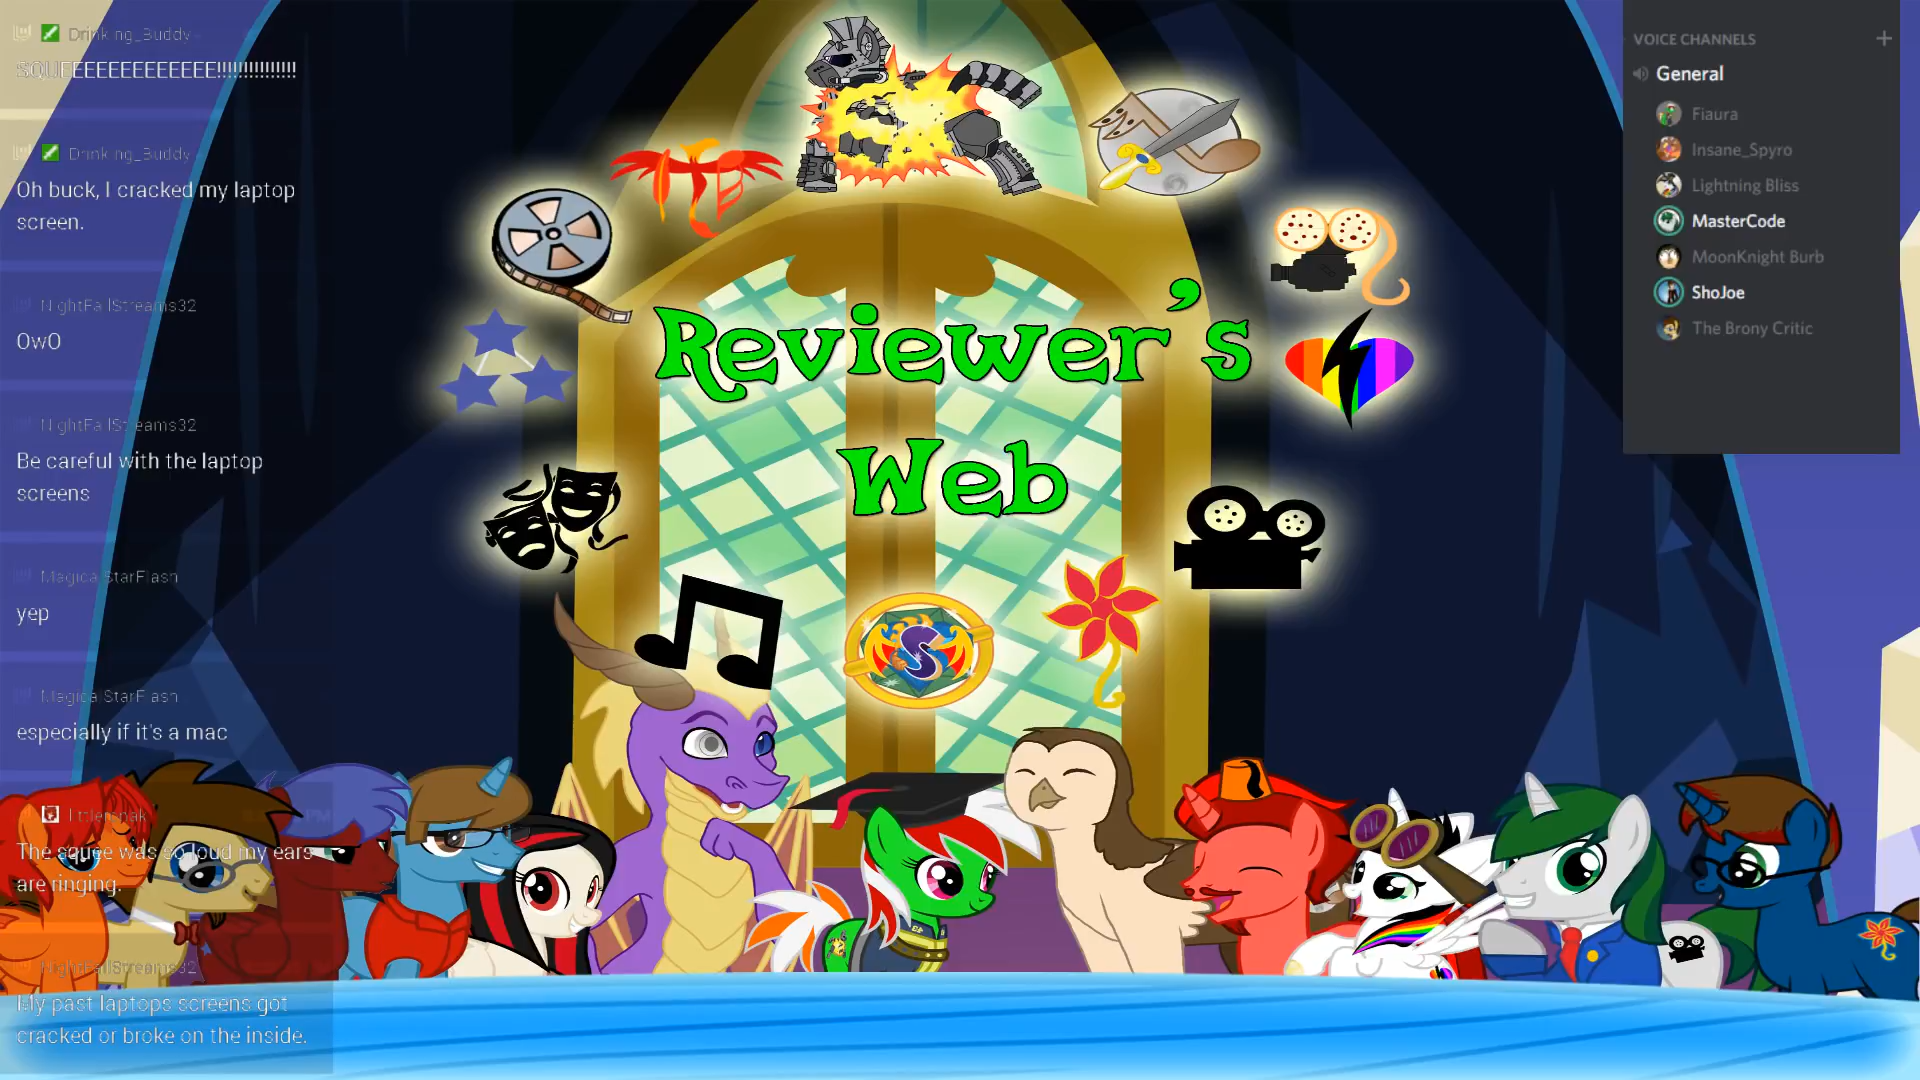 Drinking_Buddy
SQUEEEEEEEEEEEEE!!!!!!!!!!!!!!!
Drinking_Buddy
Oh buck, I cracked my laptop
screen.
NightFallStreams32
OwO
NightFallStreams32
Be careful with the laptop
screens
MagicalStarFlash
yep
MagicalStarFlash
especially if it's a mac
The squee was so loud my ears
are ringing.
NightFallStreams32
My past laptops screens got
cracked or broke on the inside.
Reviewer's
Web
S
VOICE CHANNELS
General
Fiaura
Insane_Spyro
Lightning Bliss
MasterCode
MoonKnight Burb
ShoJoe
The Brony Critic